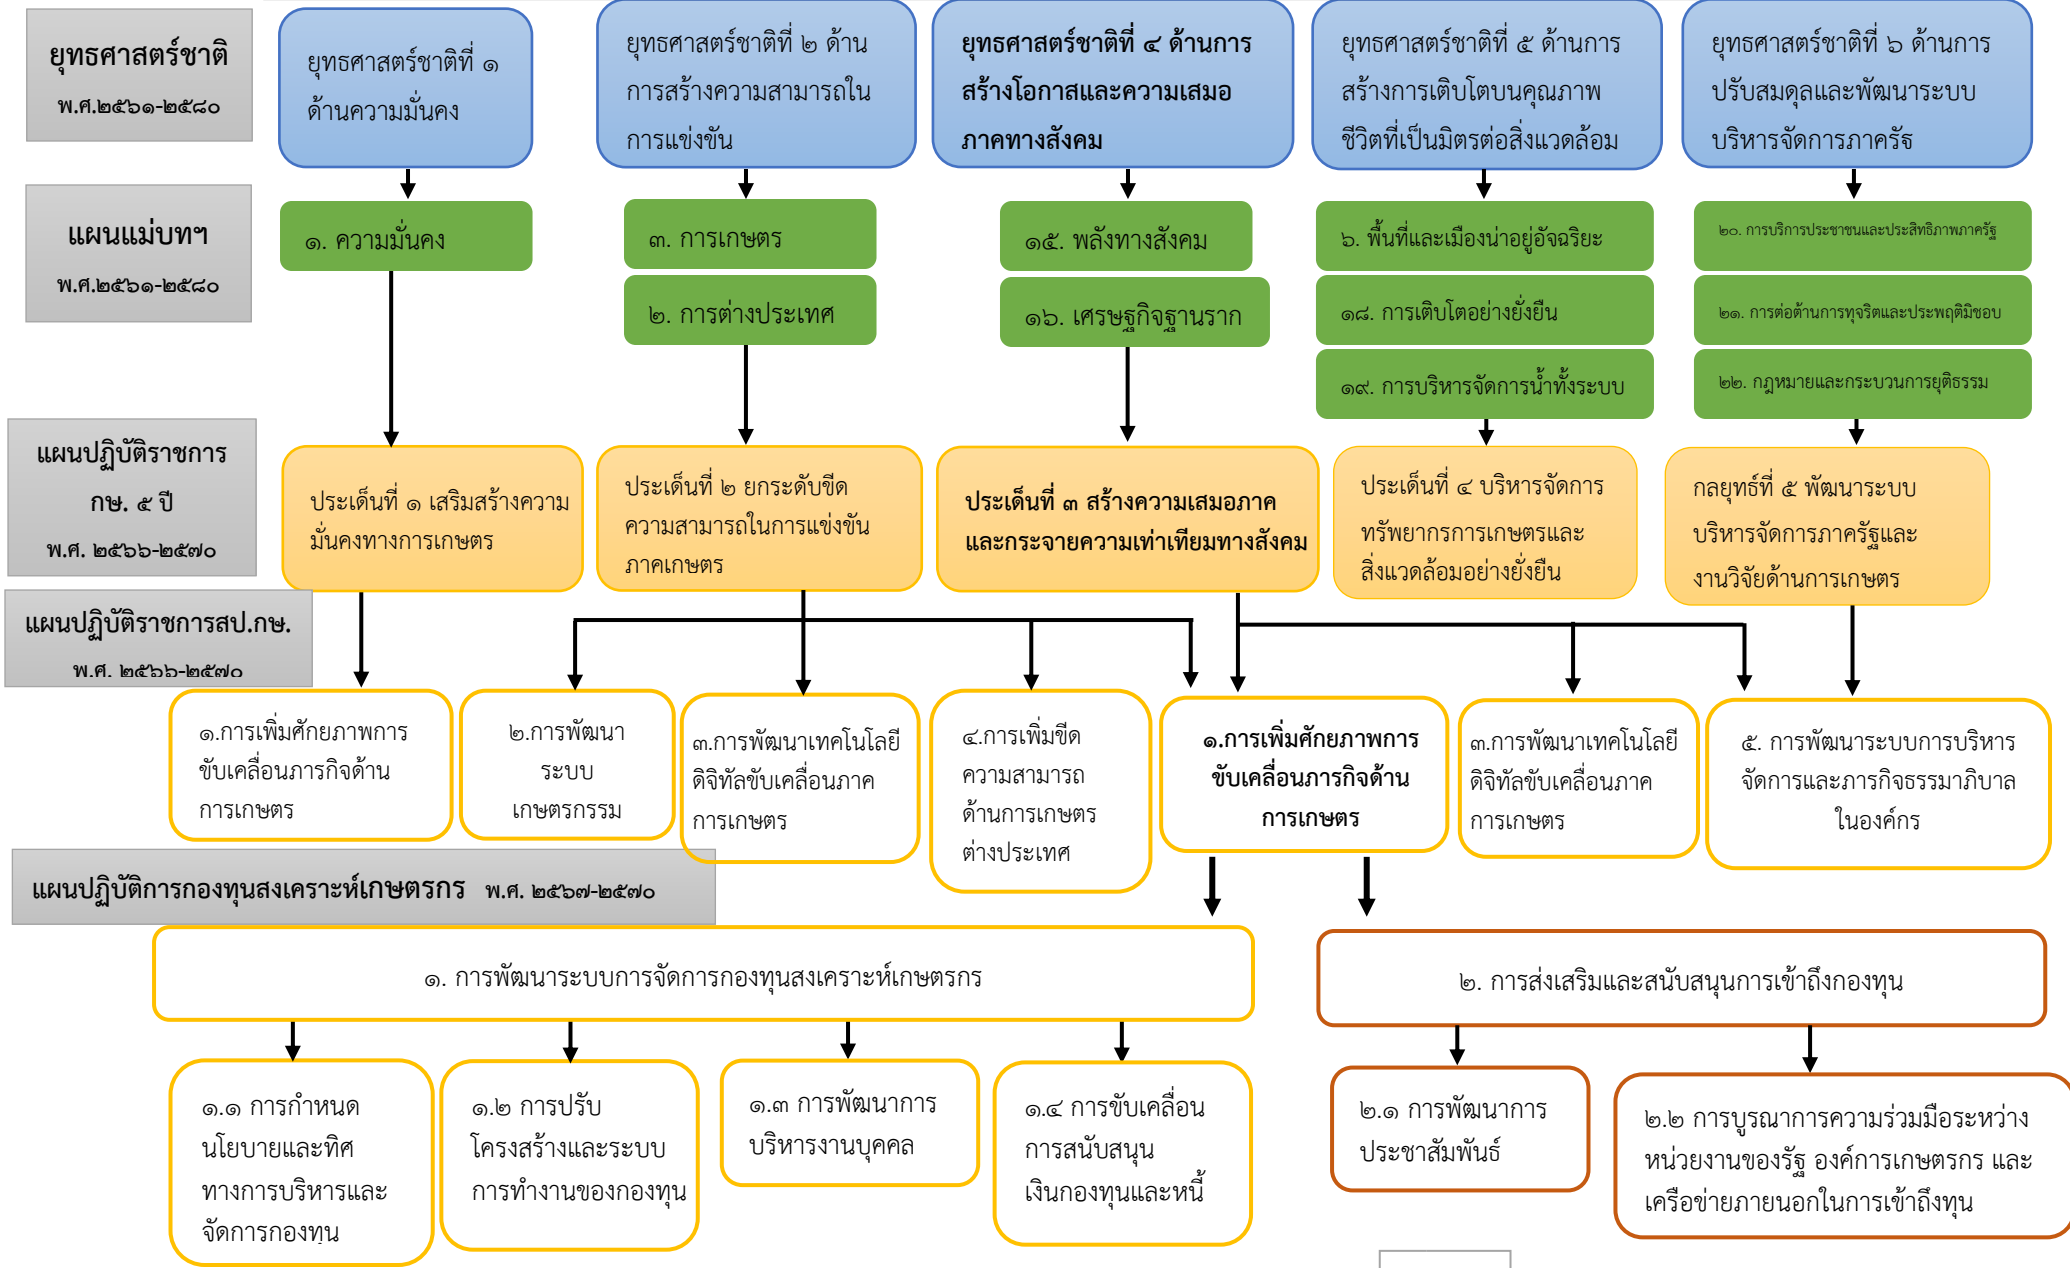 ยุทธศาสตร์ชาติ
พ.ศ.๒๕๖๑-๒๕๘๐
ยุทธศาสตร์ชาติที่ ๑
ด้านความมั่นคง
ยุทธศาสตร์ชาติที่ ๒ ด้าน
การสร้างความสามารถใน
การแข่งขัน
ยุทธศาสตร์ชาติที่ ๔ ด้านการ
สร้างโอกาสและความเสมอ
ภาคทางสังคม
ยุทธศาสตร์ชาติที่ ๕ ด้านการ
สร้างการเติบโตบนคุณภาพ
ชีวิตที่เป็นมิตรต่อสิ่งแวดล้อม
ยุทธศาสตร์ชาติที่ ๖ ด้านการ
ปรับสมดุลและพัฒนาระบบ
บริหารจัดการภาครัฐ
แผนแม่บทฯ
พ.ศ.๒๕๖๑-๒๕๘๐
๑. ความมั่นคง
๓. การเกษตร
๒. การต่างประเทศ
๑๕. พลังทางสังคม
๑๖. เศรษฐกิจฐานราก
๖. พื้นที่และเมืองน่าอยู่อัจฉริยะ
๑๘. การเติบโตอย่างยั่งยืน
๑๙. การบริหารจัดการน้ำทั้งระบบ
๒๐. การบริการประชาชนและประสิทธิภาพภาครัฐ
๒๑. การต่อต้านการทุจริตและประพฤติมิชอบ
๒๒. กฎหมายและกระบวนการยุติธรรม
แผนปฏิบัติราชการ
กษ. ๕ ปี
พ.ศ. ๒๕๖๖-๒๕๗๐
ประเด็นที่ ๑ เสริมสร้างความ
มั่นคงทางการเกษตร
ประเด็นที่ ๒ ยกระดับขีด
ความสามารถในการแข่งขัน
ภาคเกษตร
ประเด็นที่ ๓ สร้างความเสมอภาค
และกระจายความเท่าเทียมทางสังคม
ประเด็นที่ ๔ บริหารจัดการ
ทรัพยากรการเกษตรและ
สิ่งแวดล้อมอย่างยั่งยืน
กลยุทธ์ที่ ๕ พัฒนาระบบ
บริหารจัดการภาครัฐและ
งานวิจัยด้านการเกษตร
แผนปฏิบัติราชการสป.กษ.
พ.ศ. ๒๕๖๖-๒๕๗๐
๑.การเพิ่มศักยภาพการ
ขับเคลื่อนภารกิจด้าน
การเกษตร
๒.การพัฒนา
ระบบ
เกษตรกรรม
๓.การพัฒนาเทคโนโลยี
ดิจิทัลขับเคลื่อนภาค
การเกษตร
๔.การเพิ่มขีด
ความสามารถ
ด้านการเกษตร
ต่างประเทศ
๑.การเพิ่มศักยภาพการ
ขับเคลื่อนภารกิจด้าน
การเกษตร
๓.การพัฒนาเทคโนโลยี
ดิจิทัลขับเคลื่อนภาค
การเกษตร
๕. การพัฒนาระบบการบริหาร
จัดการและภารกิจธรรมาภิบาล
ในองค์กร
แผนปฏิบัติการกองทุนสงเคราะห์เกษตรกร พ.ศ. ๒๕๖๗-๒๕๗๐
๑. การพัฒนาระบบการจัดการกองทุนสงเคราะห์เกษตรกร
๒. การส่งเสริมและสนับสนุนการเข้าถึงกองทุน
๑.๑ การกำหนด
นโยบายและทิศ
ทางการบริหารและ
จัดการกองทุน
๑.๒ การปรับ
โครงสร้างและระบบ
การทำงานของกองทุน
๑.๓ การพัฒนาการ
บริหารงานบุคคล
๑.๔ การขับเคลื่อน
การสนับสนุน
เงินกองทุนและหนี้
๒.๑ การพัฒนาการ
ประชาสัมพันธ์
๒.๒ การบูรณาการความร่วมมือระหว่าง
หน่วยงานของรัฐ องค์การเกษตรกร และ
เครือข่ายภายนอกในการเข้าถึงทุน